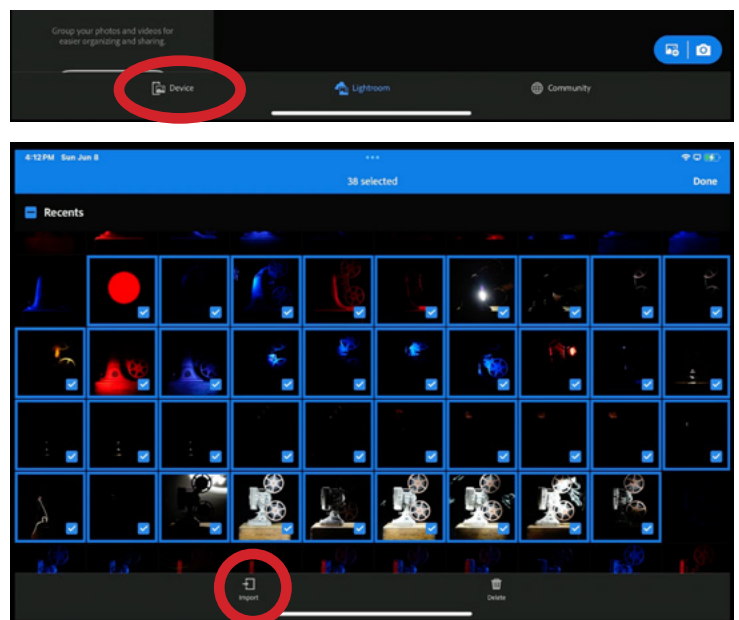 Group your photos and videos for
easier organizing and sharing.
Device
Lightroom
Community
4:12 PM Sun Jun 8
38 selected
Done
Recents
Import
Delete